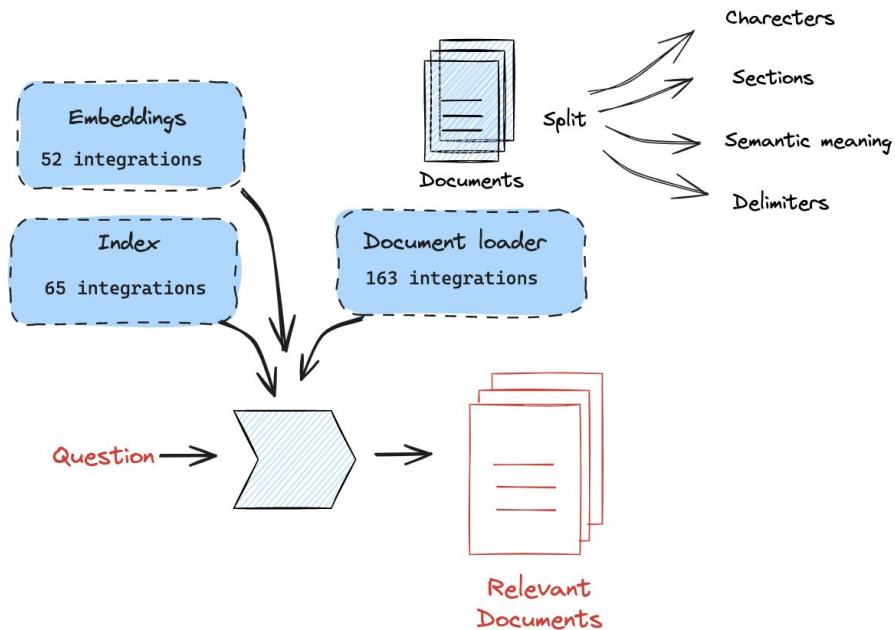 Charecters
Sections
Split
Semantic meaning
Delimiters
Documents
Embeddings
52 integrations
Index
65 integrations
Document loader
163 integrations
Question
Relevant
Documents